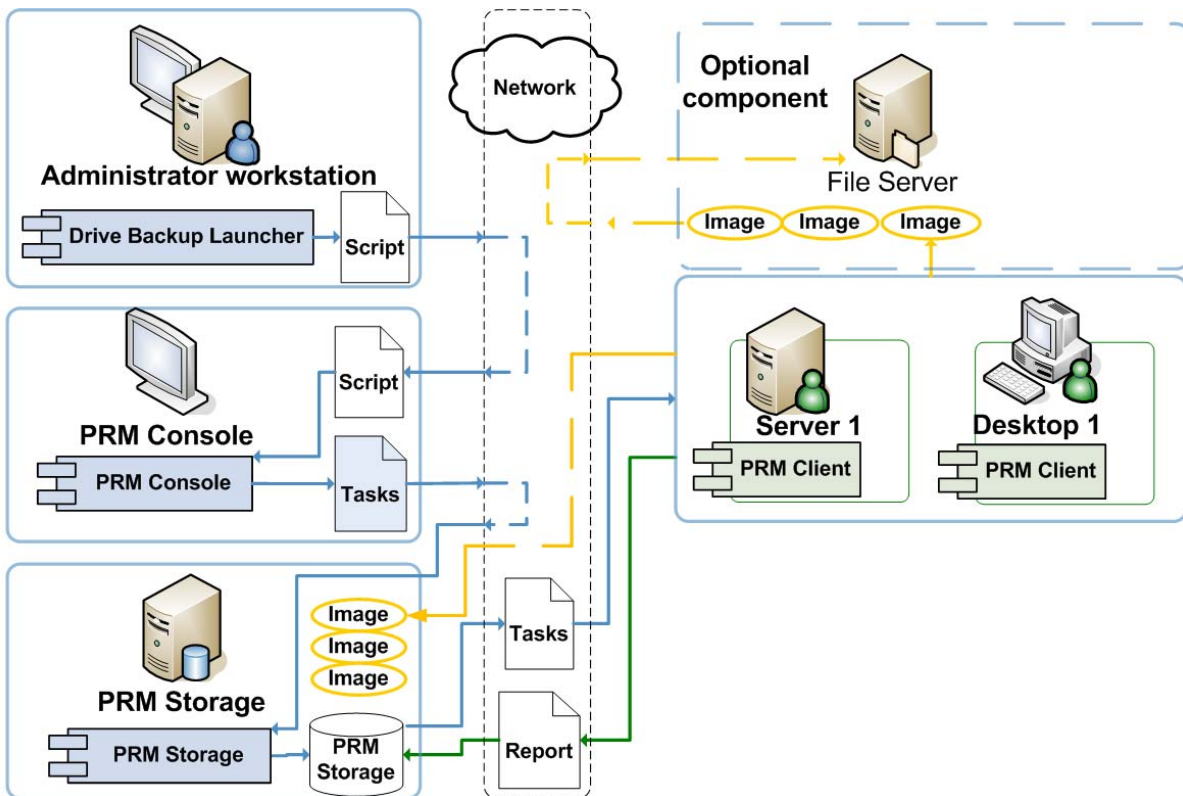 Administrator workstation
Drive Backup Launcher
Script
Network
Optional
component
File Server
Image
Image
Image
PRM Console
PRM Console
Script
Tasks
Server 1
PRM Client
Desktop 1
PRM Client
PRM Storage
PRM Storage
Image
Image
Image
PRM
Storage
Tasks
Report